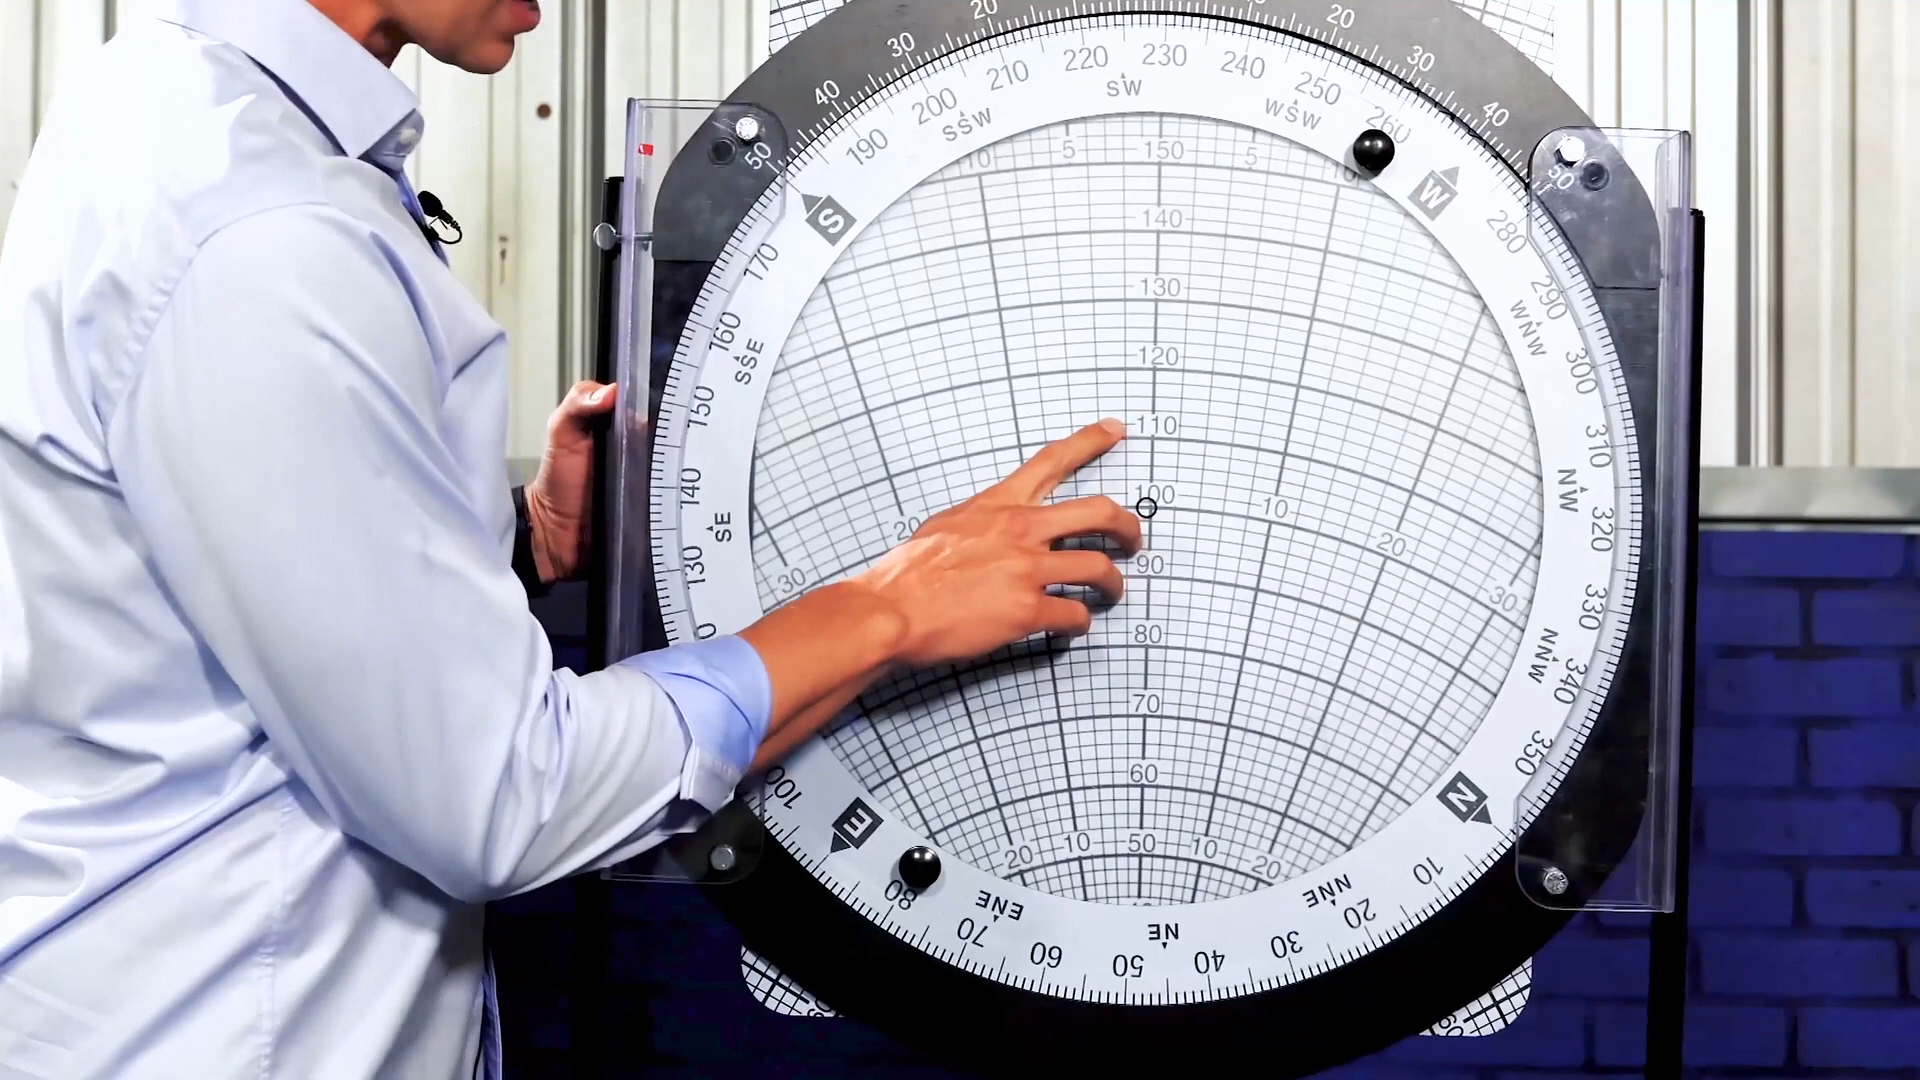 20 20
30 30
40 40
50 50
190 200 210 220 230 240 250 260
SSW SW WSW
S W
170 280
160 290
SSE WNW
150 300
140 310
SE NW
130 320
330
NNW
340
350
100
E N
80 10
ENE NNE
70 20
NE
60 50 40 30
10 5 150 5 10
140
130
120
110
100
20 10 20
30 90 30
80
70
60
20 10 50 10 20